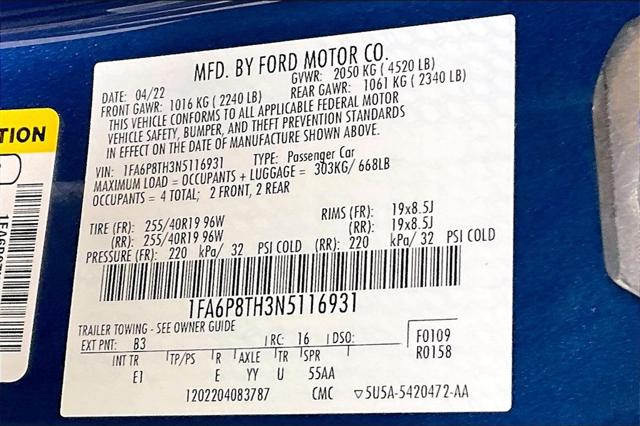 MFD. BY FORD MOTOR CO.
DATE: 04/22 GVWR: 2050 KG ( 4520 LB)
FRONT GAWR: 1016 KG ( 2240 LB) REAR GAWR: 1061 KG ( 2340 LB)
THIS VEHICLE CONFORMS TO ALL APPLICABLE FEDERAL MOTOR
VEHICLE SAFETY, BUMPER, AND THEFT PREVENTION STANDARDS
IN EFFECT ON THE DATE OF MANUFACTURE SHOWN ABOVE.
VIN: 1FA6P8TH3N5116931 TYPE: Passenger Car
MAXIMUM LOAD = OCCUPANTS + LUGGAGE = 303KG/ 668LB
OCCUPANTS = 4 TOTAL; 2 FRONT, 2 REAR
TIRE (FR): 255/40R19 96W RIMS (FR): 19x8.5J
(RR): 255/40R19 96W (RR): 19x8.5J
PRESSURE (FR): 220 kPa/ 32 PSI COLD (RR): 220 kPa/ 32 PSI COLD
1FA6P8TH3N5116931
TRAILER TOWING - SEE OWNER GUIDE
EXT PNT: B3 RC: 16 DSO: F0109
INT TR TP/PS R AXLE TR SPR R0158
E1 E YY U 55AA
1202204083787 CMC ▽5U5A-5420472-AA
TION